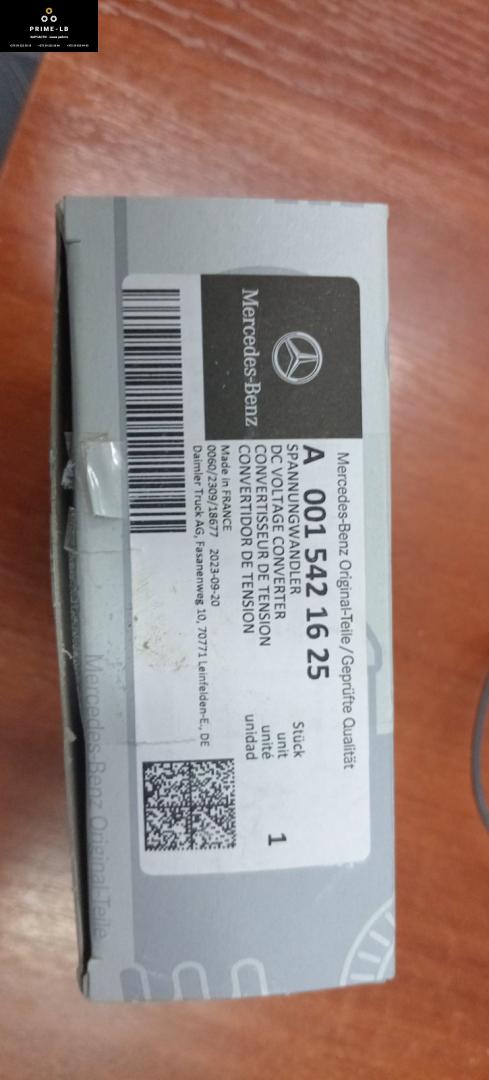 PRIME-LB
Mercedes-Benz
Mercedes-Benz Original-Teile/Geprüfte Qualität
A 001 542 16 25
SPANNUNGWANDLER
DC VOLTAGE CONVERTER
CONVERTISSEUR DE TENSION
CONVERTIDOR DE TENSION
Stück
unit
unité
unidad
1
Made in FRANCE
0060/2309/18677 2023-09-20
Daimler Truck AG, Fasanenweg 10, 70771 Leinfelden-E., DE
Mercedes-Benz Original-Teile